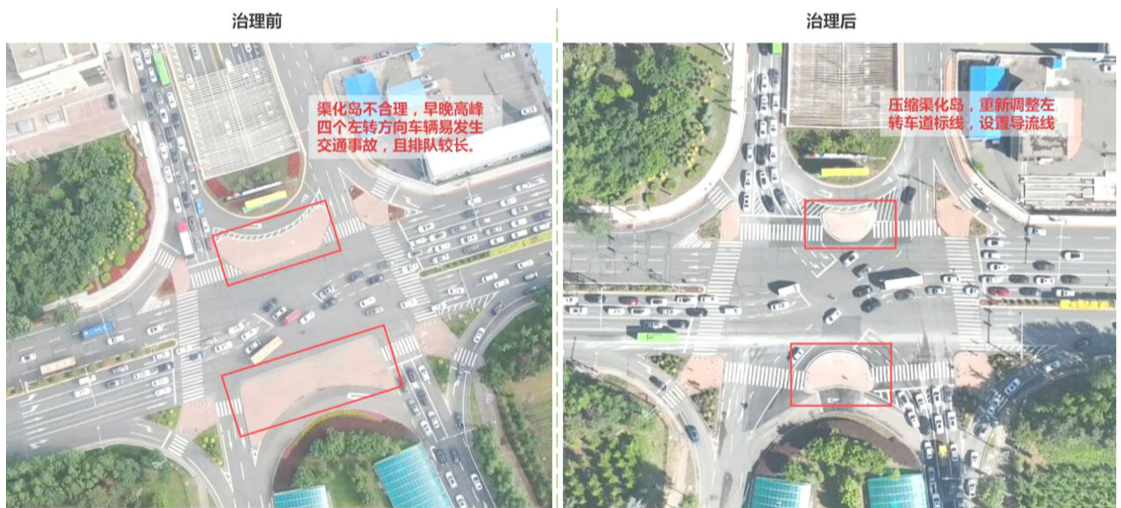 治理前
治理后
渠化岛不合理，早晚高峰
四个左转方向车辆易发生
交通事故，且排队较长。
压缩渠化岛，重新调整左
转车道标线，设置导流线